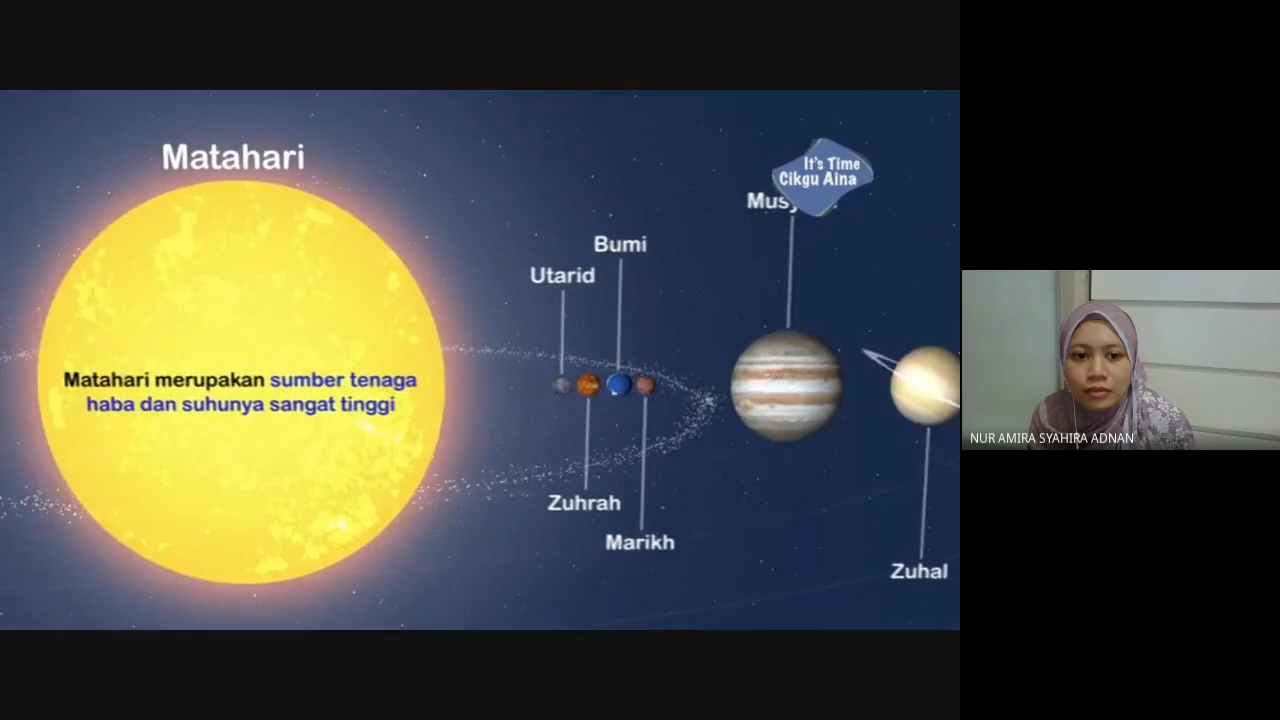 Matahari
It's Time
Cikgu Aina
Bumi
Utarid
Matahari merupakan sumber tenaga
haba dan suhunya sangat tinggi
Zuhrah
Marikh
Zuhal
NUR AMIRA SYAHIRA ADNAN